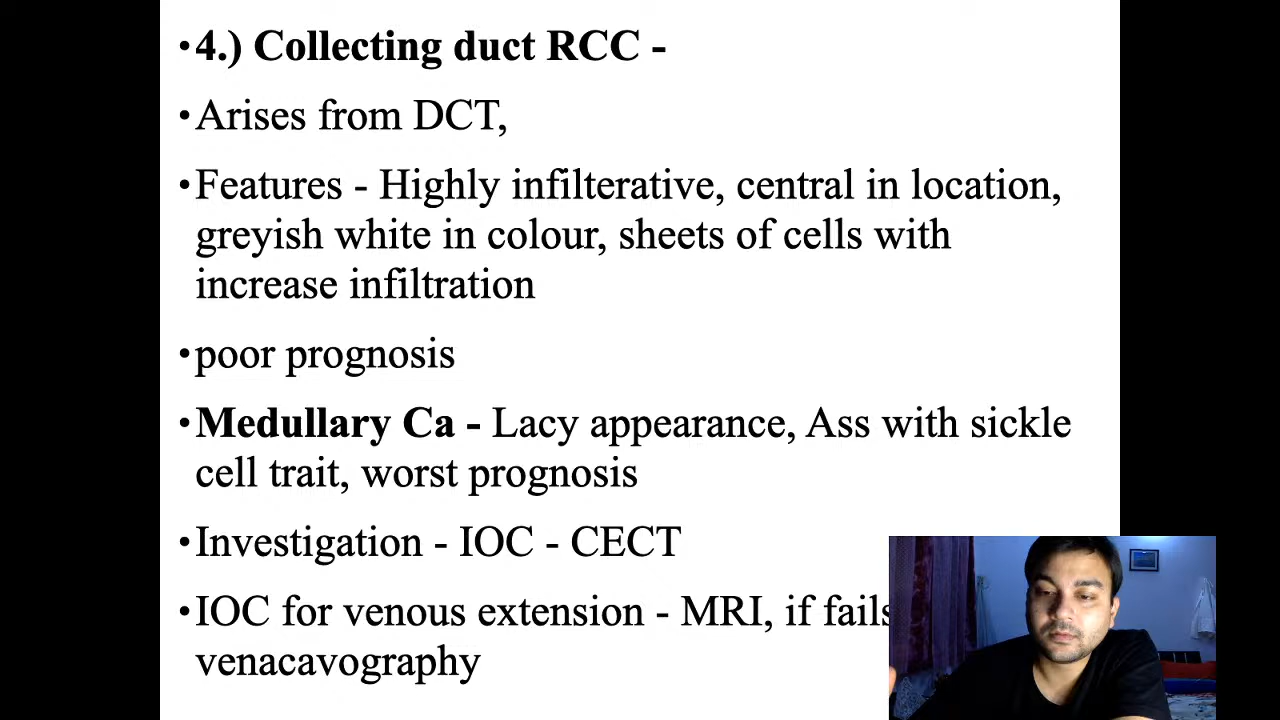 •4.) Collecting duct RCC -
•Arises from DCT,
•Features - Highly infilterative, central in location,
greyish white in colour, sheets of cells with
increase infiltration
•poor prognosis
•Medullary Ca - Lacy appearance, Ass with sickle
cell trait, worst prognosis
•Investigation - IOC - CECT
•IOC for venous extension - MRI, if fails
venacavography